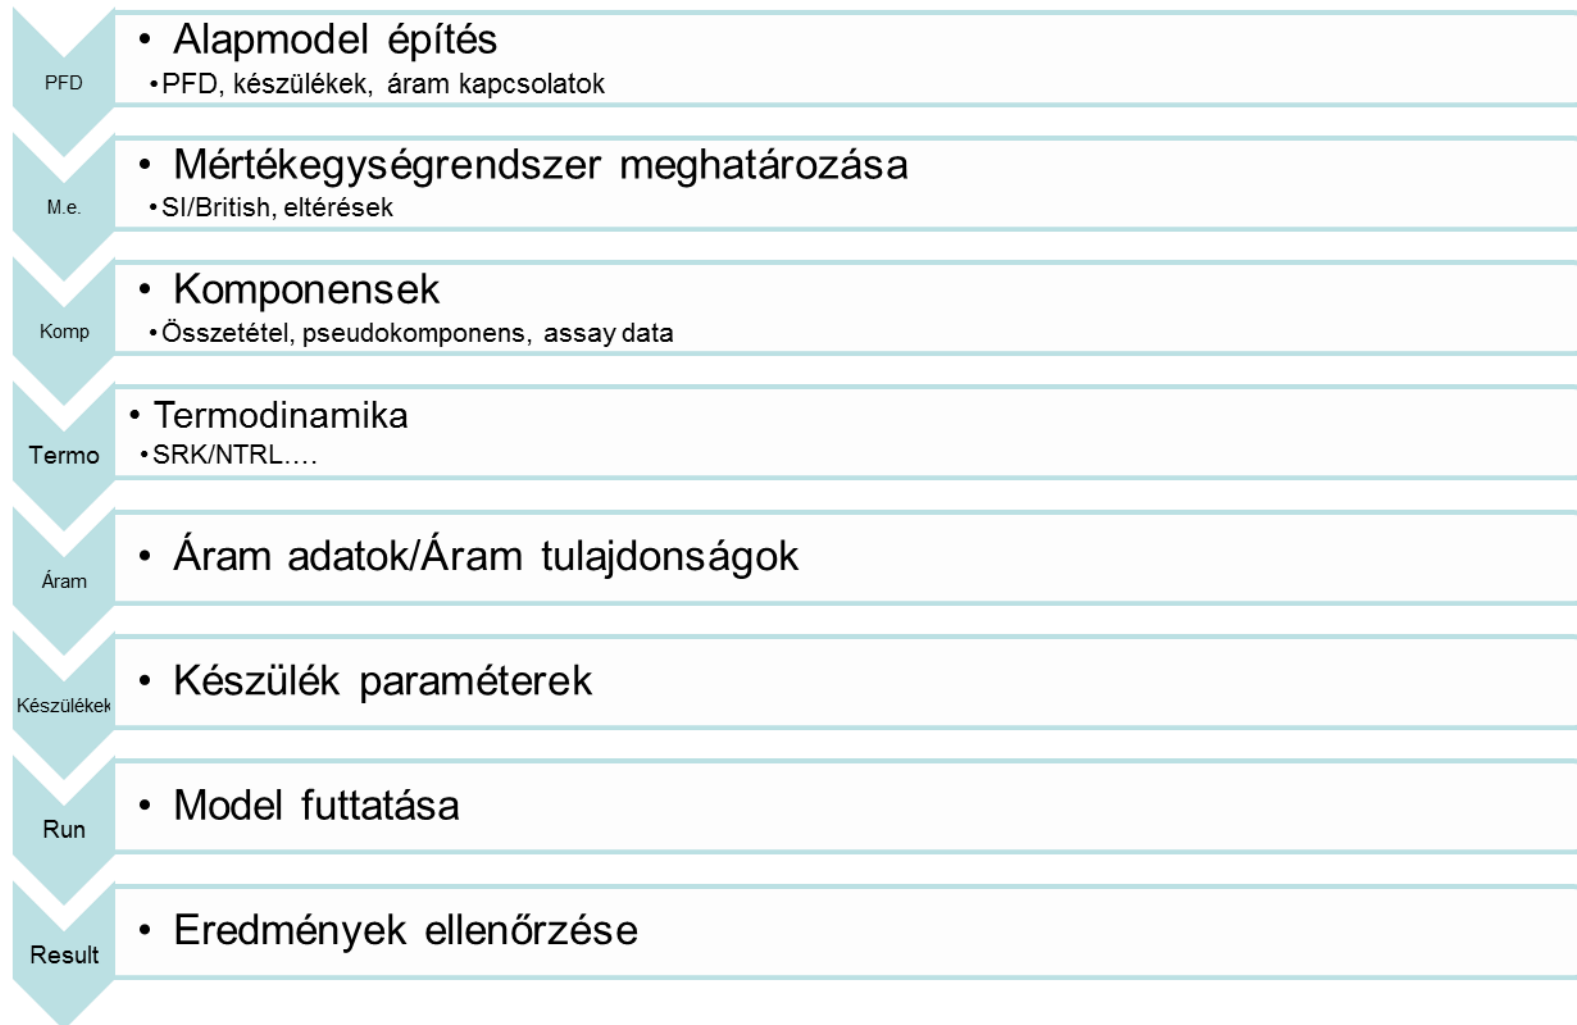 PFD
• Alapmodel építés
•PFD, készülékek, áram kapcsolatok
M.e.
• Mértékegységrendszer meghatározása
•SI/British, eltérések
Komp
• Komponensek
•Összetétel, pseudokomponens, assay data
Termo
• Termodinamika
•SRK/NTRL....
Áram
• Áram adatok/Áram tulajdonságok
Készülékek
• Készülék paraméterek
Run
• Model futtatása
Result
• Eredmények ellenőrzése